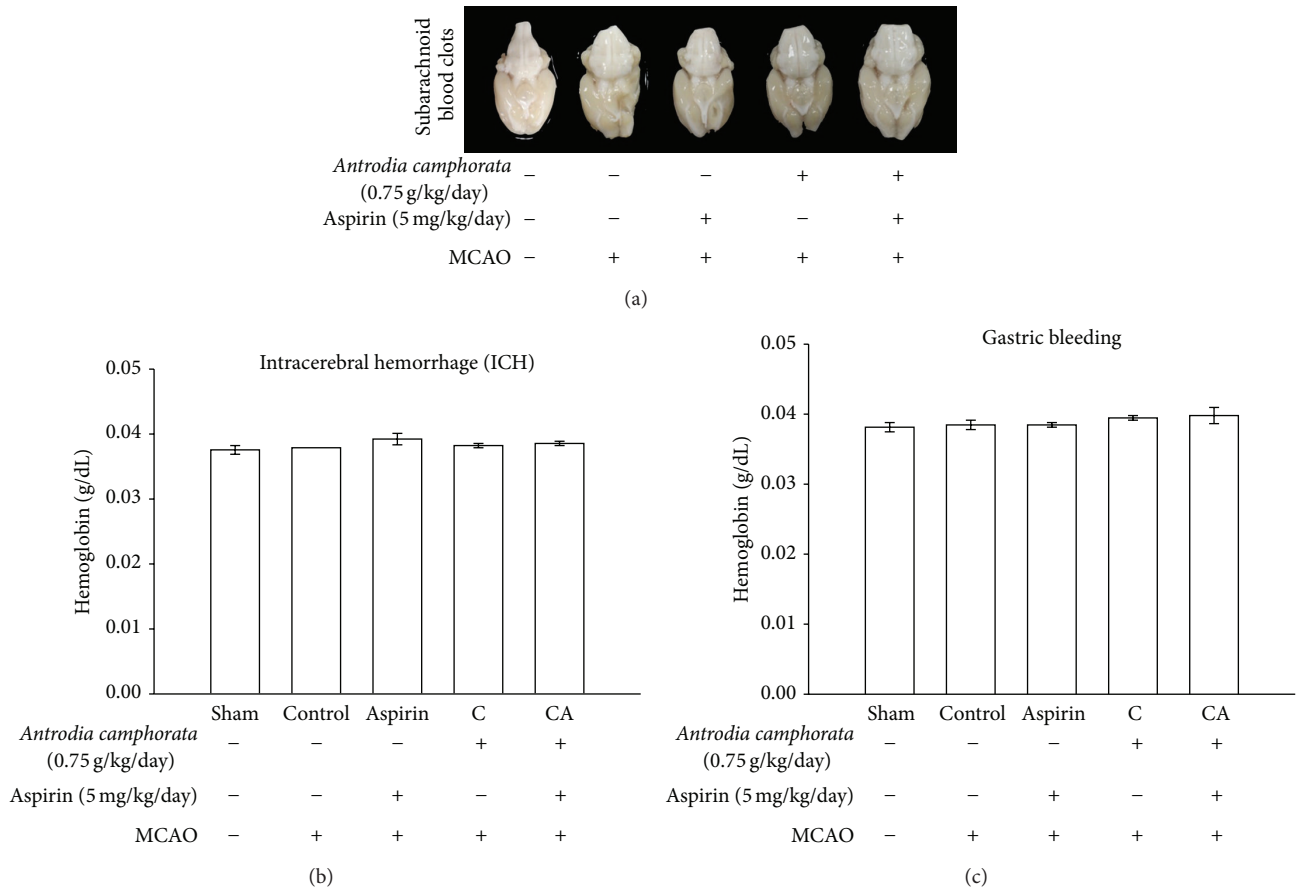 Subarachnoid
blood clots
Antrodia camphorata
(0.75 g/kg/day)
− − − + +
Aspirin (5 mg/kg/day) − − + − +
MCAO − + + + +
(a)
Intracerebral hemorrhage (ICH)
Hemoglobin (g/dL)
0.05
0.04
0.03
0.02
0.01
0.00
Sham Control Aspirin C CA
Antrodia camphorata
(0.75 g/kg/day)
− − − + +
Aspirin (5 mg/kg/day) − − + − +
MCAO − + + + +
(b)
Gastric bleeding
Hemoglobin (g/dL)
0.05
0.04
0.03
0.02
0.01
0.00
Sham Control Aspirin C CA
Antrodia camphorata
(0.75 g/kg/day)
− − − + +
Aspirin (5 mg/kg/day) − − + − +
MCAO − + + + +
(c)